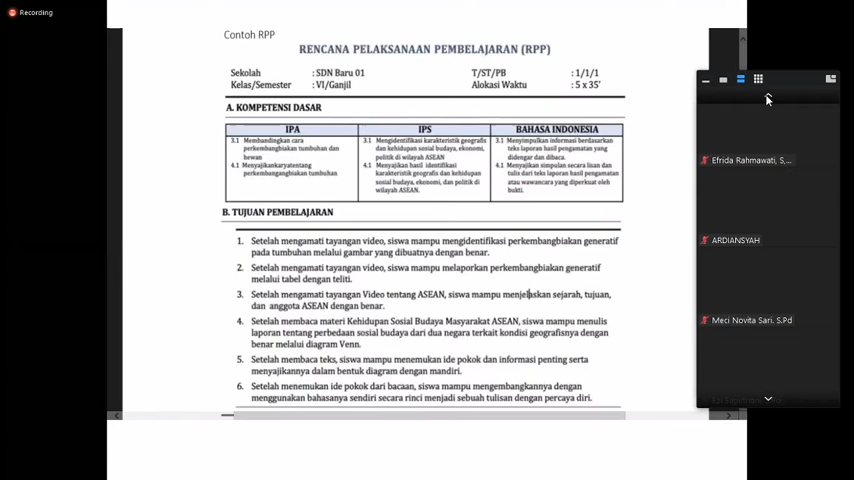 Recording
Contoh RPP
RENCANA PELAKSANAAN PEMBELAJARAN (RPP)
Sekolah : SDN Baru 01 T/ST/PB : 1/1/1
Kelas/Semester : VI/Ganjil Alokasi Waktu : 5 x 35'
A. KOMPETENSI DASAR
IPA IPS BAHASA INDONESIA
3.1 Membandingkan cara
perkembangbiakan tumbuhan dan
hewan
4.1 Menyajikankaryatentang
perkembanganbiakan tumbuhan
3.1 Mengidentifikasi karakteristik geografis
dan kehidupan sosial budaya, ekonomi,
politik di wilayah ASEAN
4.1 Menyajikan hasil identifikasi
karakteristik geografis dan kehidupan
sosial budaya, ekonomi, dan politik di
wilayah ASEAN.
3.1 Menyimpulkan informasi berdasarkan
teks laporan hasil pengamatan yang
didengar dan dibaca.
4.1 Menyajikan simpulan secara lisan dan
tulis dari teks laporan hasil pengamatan
atau wawancara yang diperkuat oleh
bukti.
B. TUJUAN PEMBELAJARAN
1. Setelah mengamati tayangan video, siswa mampu mengidentifikasi perkembangbiakan generatif
pada tumbuhan melalui gambar yang dibuatnya dengan benar.
2. Setelah mengamati tayangan video, siswa mampu melaporkan perkembangbiakan generatif
melalui tabel dengan teliti.
3. Setelah mengamati tayangan Video tentang ASEAN, siswa mampu menjelaskan sejarah, tujuan,
dan anggota ASEAN dengan benar.
4. Setelah membaca materi Kehidupan Sosial Budaya Masyarakat ASEAN, siswa mampu menulis
laporan tentang perbedaan sosial budaya dari dua negara terkait kondisi geografisnya dengan
benar melalui diagram Venn.
5. Setelah membaca teks, siswa mampu menemukan ide pokok dan informasi penting serta
menyajikannya dalam bentuk diagram dengan mandiri.
6. Setelah menemukan ide pokok dari bacaan, siswa mampu mengembangkannya dengan
menggunakan bahasanya sendiri secara rinci menjadi sebuah tulisan dengan percaya diri.
Efrida Rahmawati, S,...
ARDIANSYAH
Meci Novita Sari. S.Pd